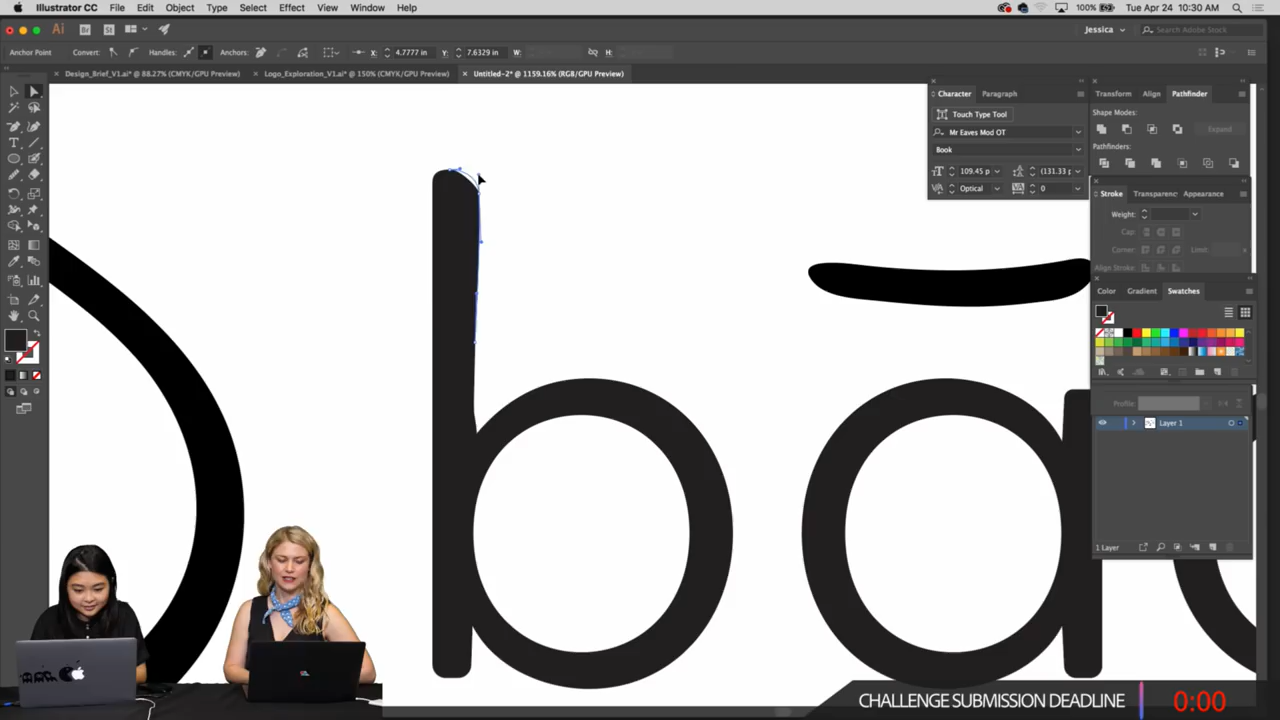 Illustrator CC File Edit Object Type Select Effect View Window Help 100% Tue Apr 24 10:30 AM
Ai Br St Jessica Search Adobe Stock
Anchor Point Convert: Handles: Anchors: X: 4.7777 in Y: 7.6329 in W: H:
Design_Brief_V1.ai* @ 88.27% (CMYK/GPU Preview) Logo_Exploration_V1.ai* @ 150% (CMYK/GPU Preview) Untitled-2* @ 1159.16% (RGB/GPU Preview)
Character Paragraph Transform Align Pathfinder
Touch Type Tool Shape Modes:
Mr Eaves Mod OT Expand
Book Pathfinders:
109.45 p (131.33 p
Optical 0 Stroke Transparenc Appearance
Weight:
Cap:
Corner: Limit:
Align Stroke:
Color Gradient Swatches
Profile:
Layer 1
1 Layer
ba
CHALLENGE SUBMISSION DEADLINE 0:00